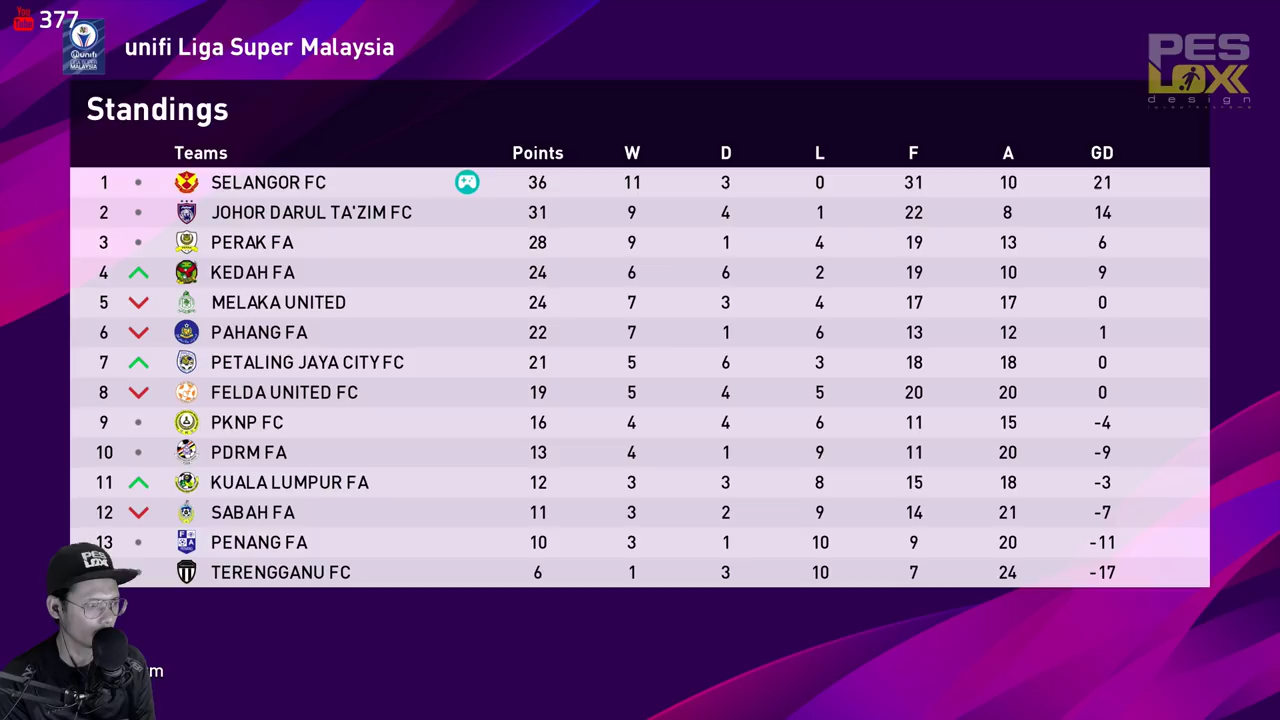 You
Tube 377
unifi
LIGA SUPER
MALAYSIA
unifi Liga Super Malaysia
PES
LOXX
design
Standings
Teams Points W D L F A GD
1 SELANGOR FC 36 11 3 0 31 10 21
2 JOHOR DARUL TA'ZIM FC 31 9 4 1 22 8 14
3 PERAK FA 28 9 1 4 19 13 6
4 KEDAH FA 24 6 6 2 19 10 9
5 MELAKA UNITED 24 7 3 4 17 17 0
6 PAHANG FA 22 7 1 6 13 12 1
7 PETALING JAYA CITY FC 21 5 6 3 18 18 0
8 FELDA UNITED FC 19 5 4 5 20 20 0
9 PKNP FC 16 4 4 6 11 15 -4
10 PDRM FA 13 4 1 9 11 20 -9
11 KUALA LUMPUR FA 12 3 3 8 15 18 -3
12 SABAH FA 11 3 2 9 14 21 -7
13 PENANG FA 10 3 1 10 9 20 -11
TERENGGANU FC 6 1 3 10 7 24 -17
PES
m